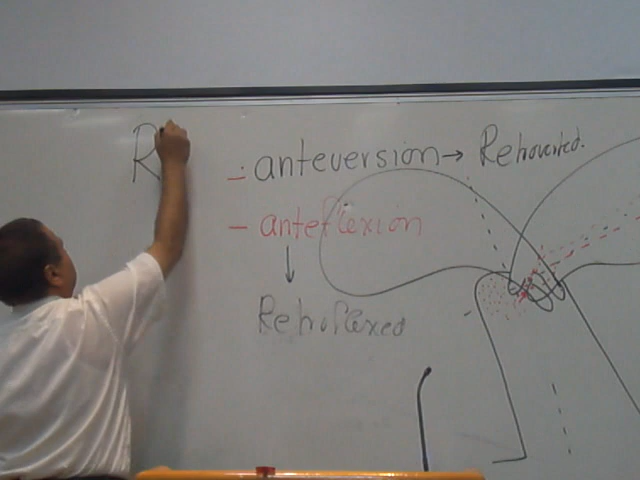 R
- anteversion → Retroverted.
- anteflexion
↓
Retroflexed